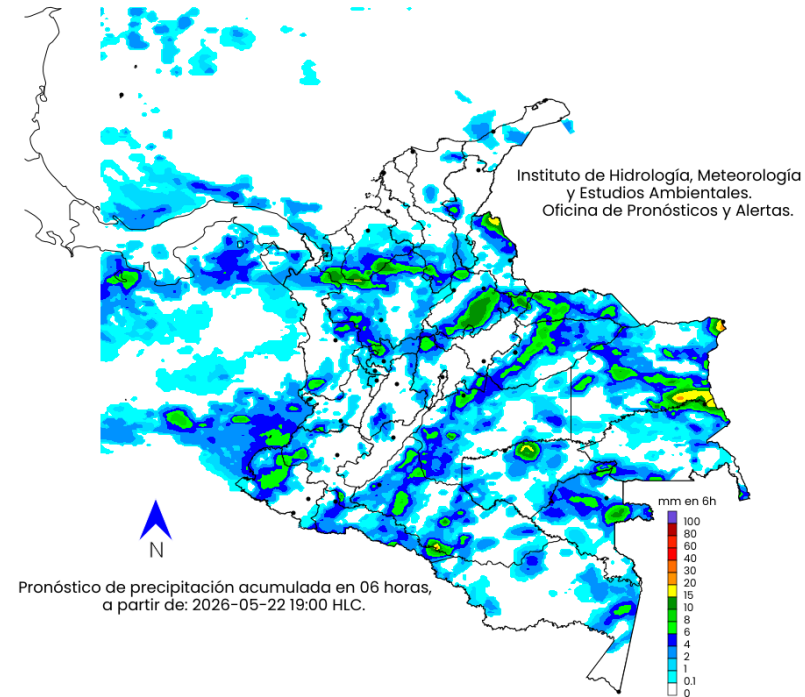 Instituto de Hidrología, Meteorología
y Estudios Ambientales.
Oficina de Pronósticos y Alertas.
N
Pronóstico de precipitación acumulada en 06 horas,
a partir de: 2026-05-22 19:00 HLC.
mm en 6h
100
80
60
40
30
20
15
10
8
6
4
2
1
0.1
0